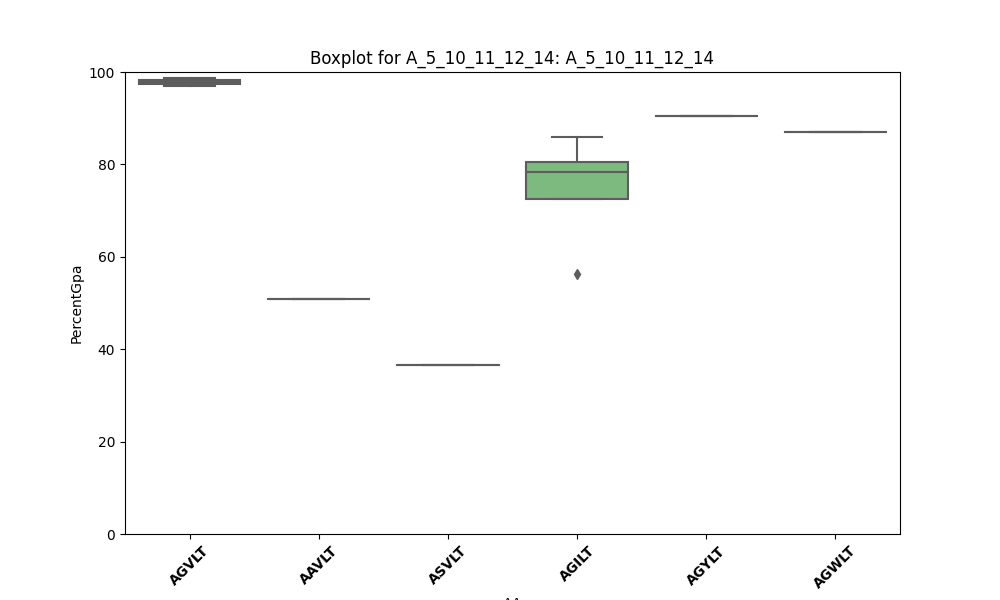 Boxplot for A_5_10_11_12_14: A_5_10_11_12_14
100
80
60
40
20
0
PercentGpa
AGVLT
AAVLT
ASVLT
AGILT
AGYLT
AGWLT